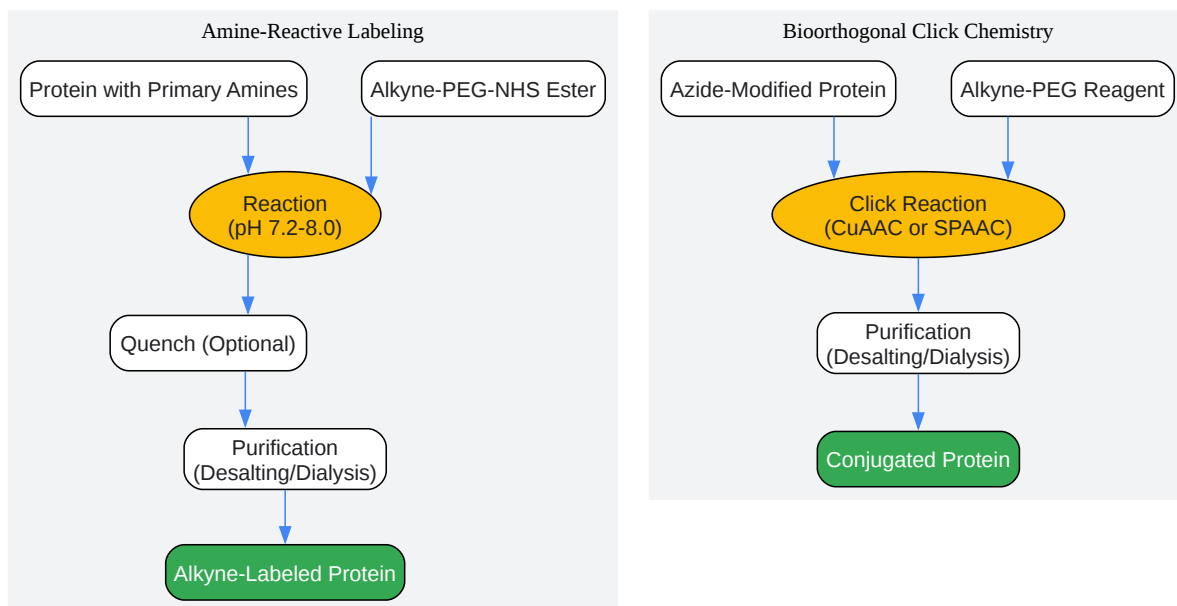 Amine-Reactive Labeling
Protein with Primary Amines
Alkyne-PEG-NHS Ester
Reaction
(pH 7.2-8.0)
Quench (Optional)
Purification
(Desalting/Dialysis)
Alkyne-Labeled Protein
Bioorthogonal Click Chemistry
Azide-Modified Protein
Alkyne-PEG Reagent
Click Reaction
(CuAAC or SPAAC)
Purification
(Desalting/Dialysis)
Conjugated Protein